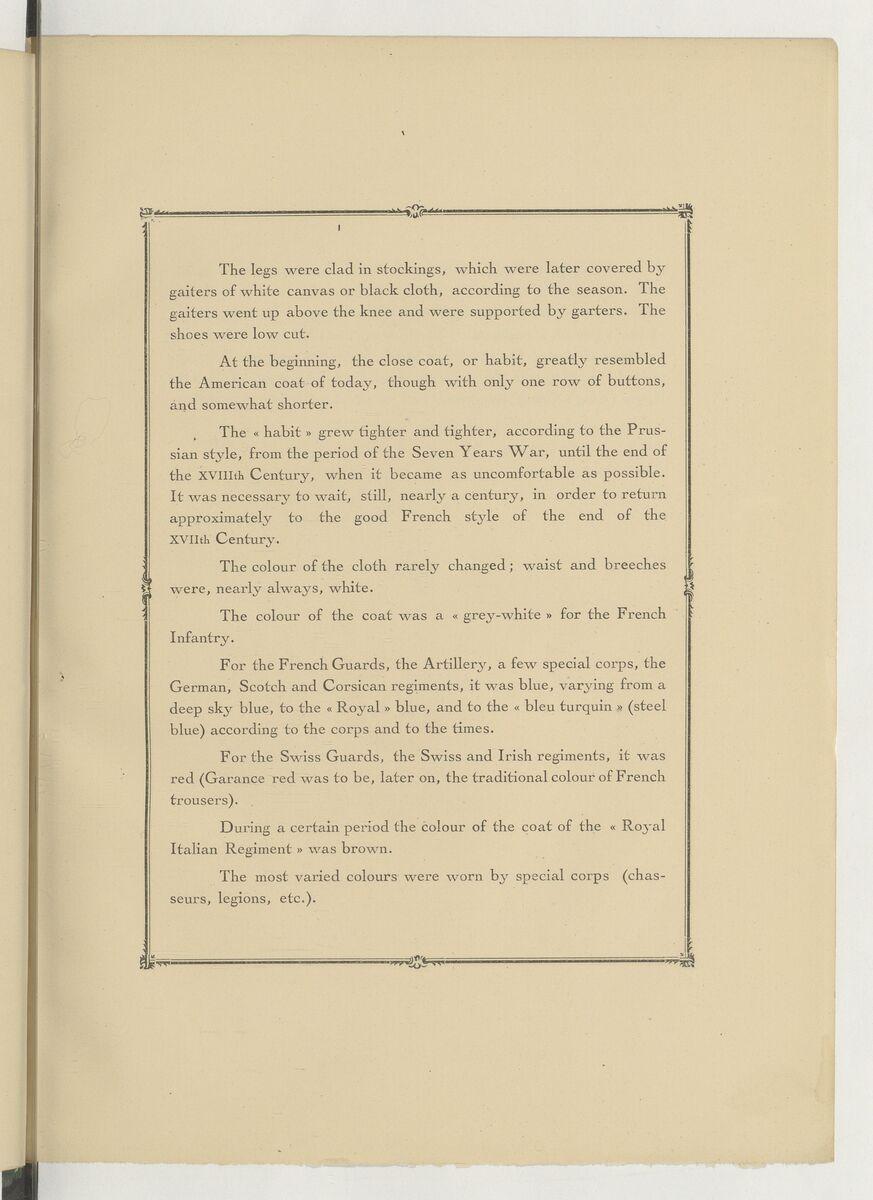 The legs were clad in stockings, which were later covered by
gaiters of white canvas or black cloth, according to the season. The
gaiters went up above the knee and were supported by garters. The
shoes were low cut.
At the beginning, the close coat, or habit, greatly resembled
the American coat of today, though with only one row of buttons,
and somewhat shorter.
The « habit » grew tighter and tighter, according to the Prus-
sian style, from the period of the Seven Years War, until the end of
the XVIIIth Century, when it became as uncomfortable as possible.
It was necessary to wait, still, nearly a century, in order to return
approximately to the good French style of the end of the
XVIIth Century.
The colour of the cloth rarely changed; waist and breeches
were, nearly always, white.
The colour of the coat was a « grey-white » for the French
Infantry.
For the French Guards, the Artillery, a few special corps, the
German, Scotch and Corsican regiments, it was blue, varying from a
deep sky blue, to the « Royal » blue, and to the « bleu turquin » (steel
blue) according to the corps and to the times.
For the Swiss Guards, the Swiss and Irish regiments, it was
red (Garance red was to be, later on, the traditional colour of French
trousers).
During a certain period the colour of the coat of the « Royal
Italian Regiment » was brown.
The most varied colours were worn by special corps (chas-
seurs, legions, etc.).